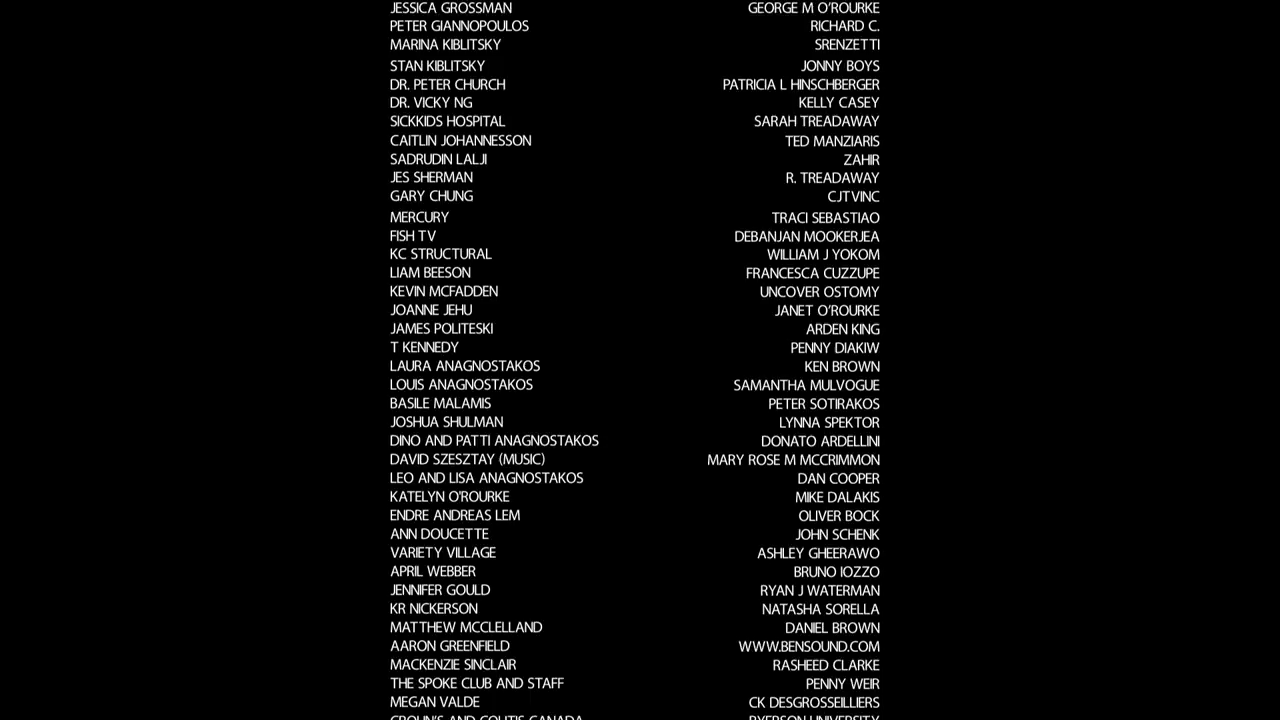 JESSICA GROSSMAN
PETER GIANNOPOULOS
MARINA KIBLITSKY
STAN KIBLITSKY
DR. PETER CHURCH
DR. VICKY NG
SICKKIDS HOSPITAL
CAITLIN JOHANNESSON
SADRUDIN LALJI
JES SHERMAN
GARY CHUNG
MERCURY
FISH TV
KC STRUCTURAL
LIAM BEESON
KEVIN MCFADDEN
JOANNE JEHU
JAMES POLITESKI
T KENNEDY
LAURA ANAGNOSTAKOS
LOUIS ANAGNOSTAKOS
BASILE MALAMIS
JOSHUA SHULMAN
DINO AND PATTI ANAGNOSTAKOS
DAVID SZESZTAY (MUSIC)
LEO AND LISA ANAGNOSTAKOS
KATELYN O'ROURKE
ENDRE ANDREAS LEM
ANN DOUCETTE
VARIETY VILLAGE
APRIL WEBBER
JENNIFER GOULD
KR NICKERSON
MATTHEW MCCLELLAND
AARON GREENFIELD
MACKENZIE SINCLAIR
THE SPOKE CLUB AND STAFF
MEGAN VALDE
CROHN'S AND COLITIS CANADA
GEORGE M O'ROURKE
RICHARD C.
SRENZETTI
JONNY BOYS
PATRICIA L HINSCHBERGER
KELLY CASEY
SARAH TREADAWAY
TED MANZIARIS
ZAHIR
R. TREADAWAY
CJTVINC
TRACI SEBASTIAO
DEBANJAN MOOKERJEA
WILLIAM J YOKOM
FRANCESCA CUZZUPE
UNCOVER OSTOMY
JANET O'ROURKE
ARDEN KING
PENNY DIAKIW
KEN BROWN
SAMANTHA MULVOGUE
PETER SOTIRAKOS
LYNNA SPEKTOR
DONATO ARDELLINI
MARY ROSE M MCCRIMMON
DAN COOPER
MIKE DALAKIS
OLIVER BOCK
JOHN SCHENK
ASHLEY GHEERAWO
BRUNO IOZZO
RYAN J WATERMAN
NATASHA SORELLA
DANIEL BROWN
WWW.BENSOUND.COM
RASHEED CLARKE
PENNY WEIR
CK DESGROSSEILLIERS
RYERSON UNIVERSITY